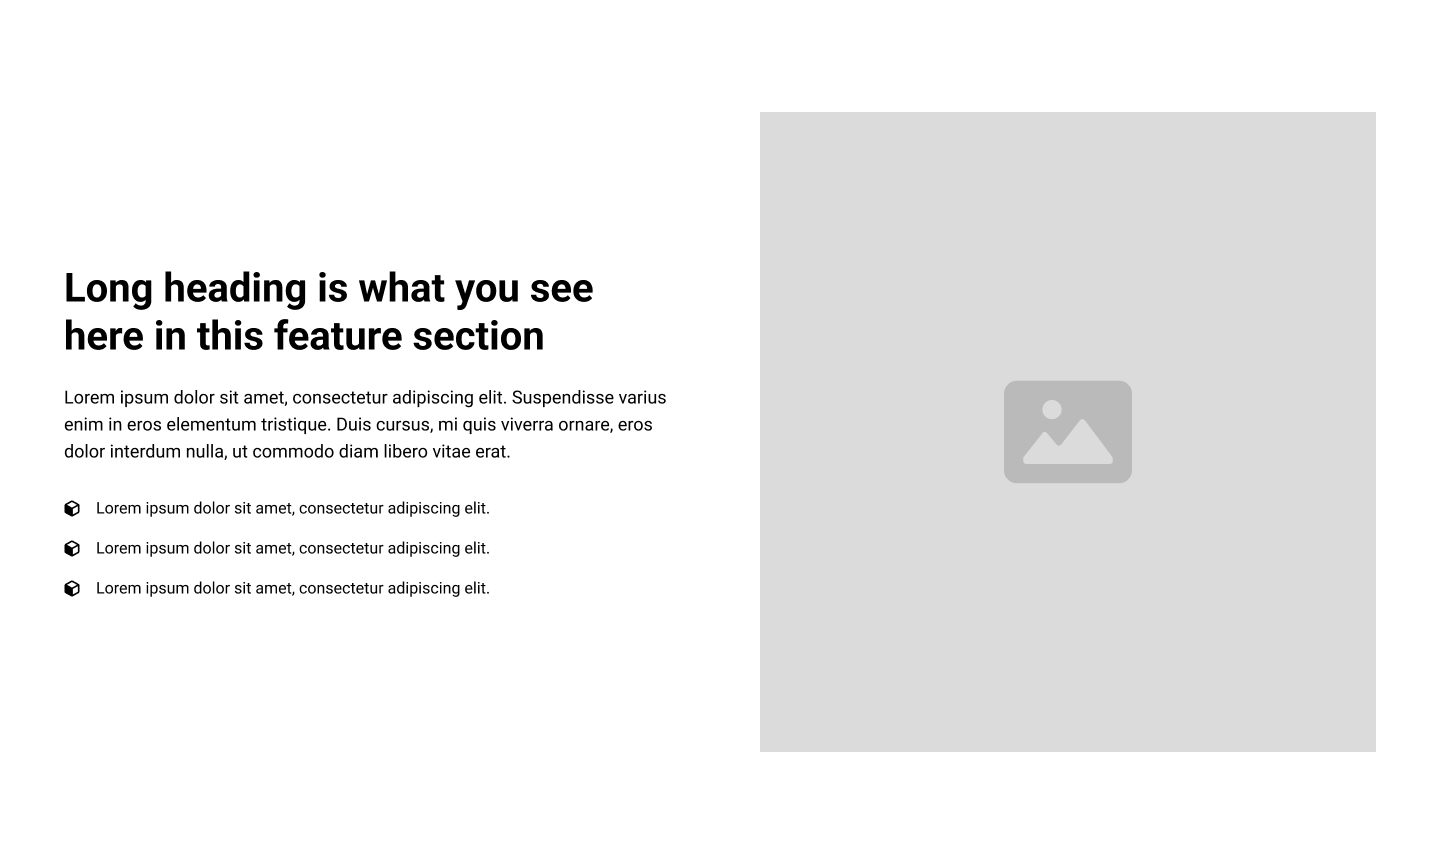 Long heading is what you see
here in this feature section
Lorem ipsum dolor sit amet, consectetur adipiscing elit. Suspendisse varius
enim in eros elementum tristique. Duis cursus, mi quis viverra ornare, eros
dolor interdum nulla, ut commodo diam libero vitae erat.
Lorem ipsum dolor sit amet, consectetur adipiscing elit.
Lorem ipsum dolor sit amet, consectetur adipiscing elit.
Lorem ipsum dolor sit amet, consectetur adipiscing elit.